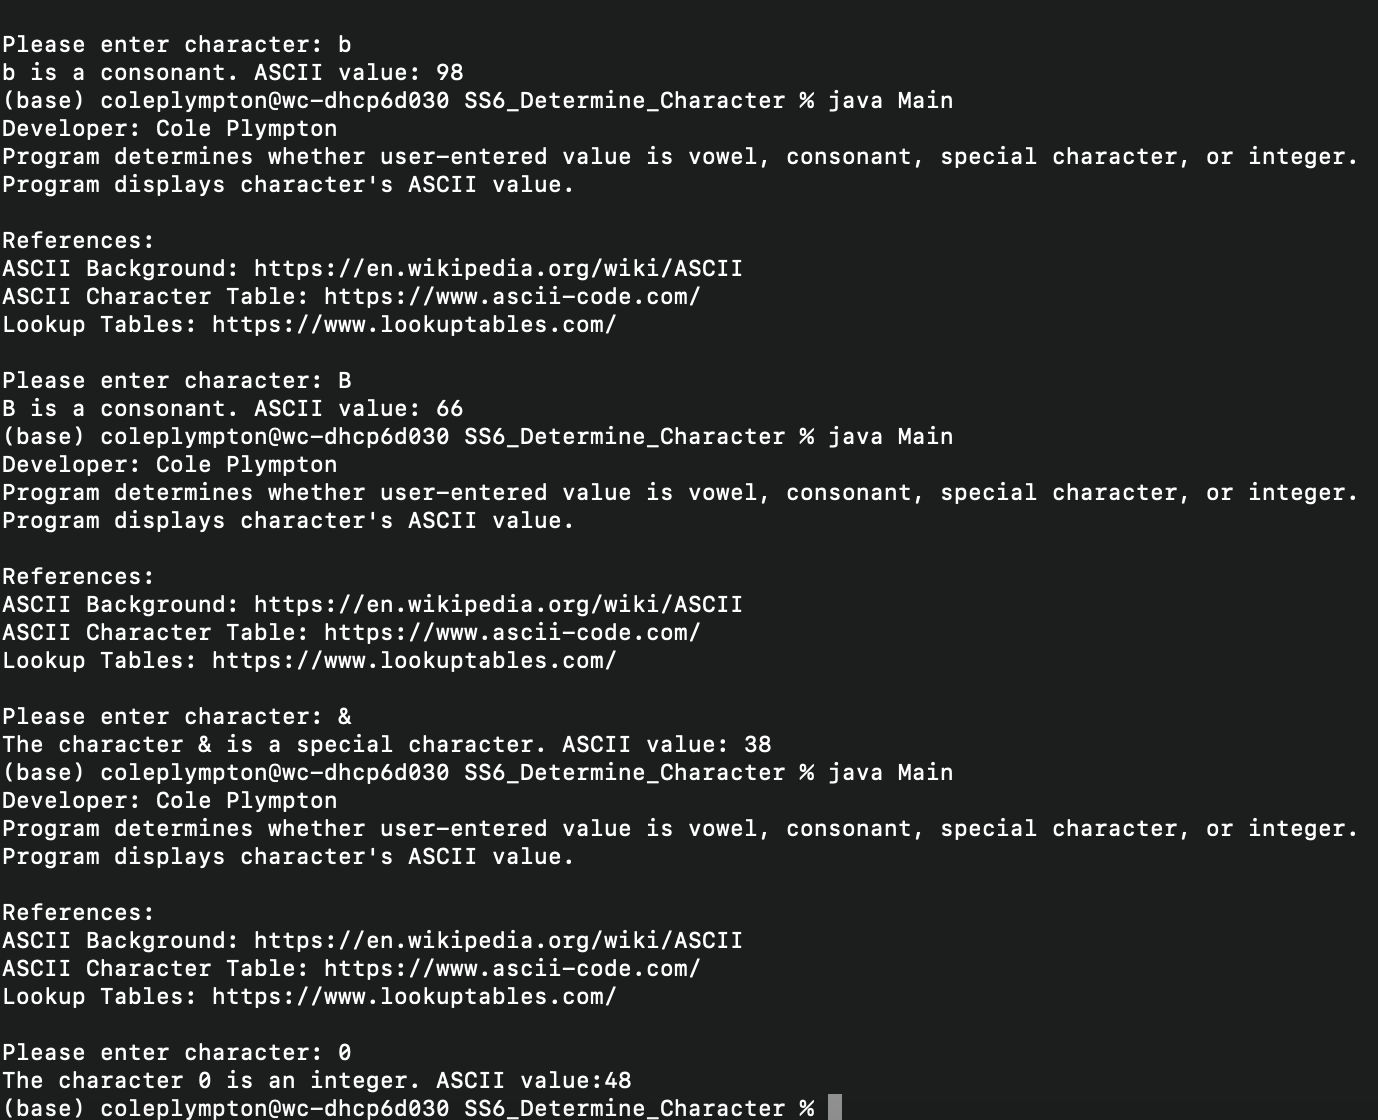 Please enter character: b
b is a consonant. ASCII value: 98
(base) coleplympton@wc-dhcp6d030 SS6_Determine_Character % java Main
Developer: Cole Plympton
Program determines whether user-entered value is vowel, consonant, special character, or integer.
Program displays character's ASCII value.

References:
ASCII Background: https://en.wikipedia.org/wiki/ASCII
ASCII Character Table: https://www.ascii-code.com/
Lookup Tables: https://www.lookuptables.com/

Please enter character: B
B is a consonant. ASCII value: 66
(base) coleplympton@wc-dhcp6d030 SS6_Determine_Character % java Main
Developer: Cole Plympton
Program determines whether user-entered value is vowel, consonant, special character, or integer.
Program displays character's ASCII value.

References:
ASCII Background: https://en.wikipedia.org/wiki/ASCII
ASCII Character Table: https://www.ascii-code.com/
Lookup Tables: https://www.lookuptables.com/

Please enter character: &
The character & is a special character. ASCII value: 38
(base) coleplympton@wc-dhcp6d030 SS6_Determine_Character % java Main
Developer: Cole Plympton
Program determines whether user-entered value is vowel, consonant, special character, or integer.
Program displays character's ASCII value.

References:
ASCII Background: https://en.wikipedia.org/wiki/ASCII
ASCII Character Table: https://www.ascii-code.com/
Lookup Tables: https://www.lookuptables.com/

Please enter character: 0
The character 0 is an integer. ASCII value:48
(base) coleplympton@wc-dhcp6d030 SS6_Determine_Character %